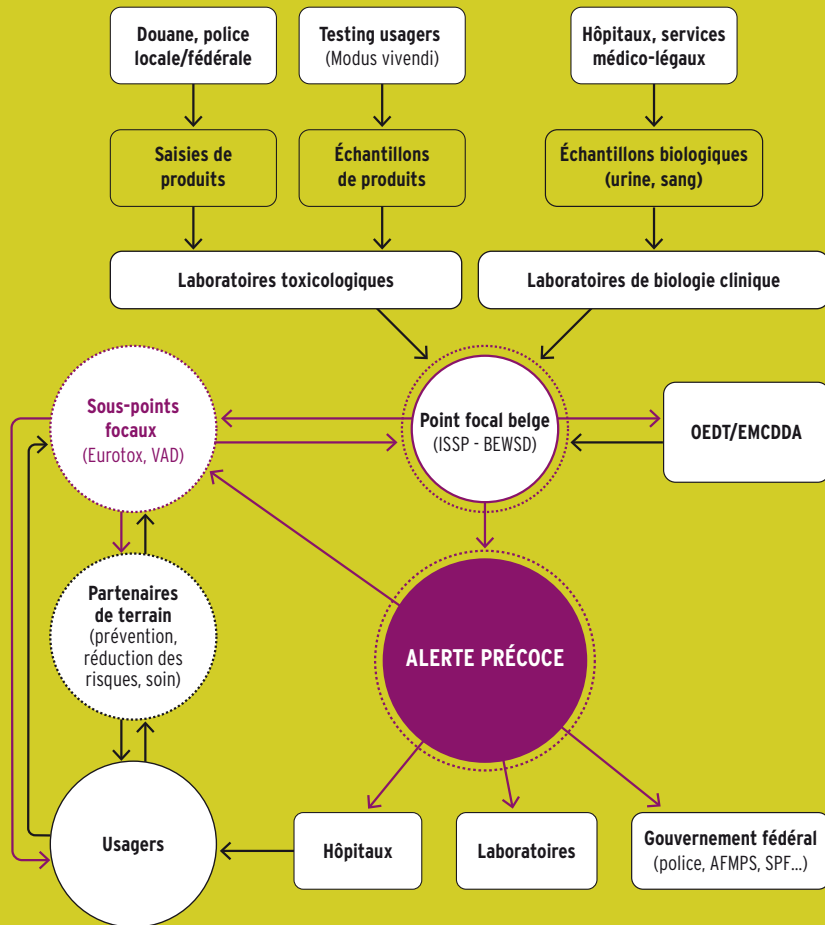 Douane, police
locale/fédérale
Testing usagers
(Modus vivendi)
Hôpitaux, services
médico-légaux
Saisies de
produits
Échantillons
de produits
Échantillons biologiques
(urine, sang)
Laboratoires toxicologiques
Laboratoires de biologie clinique
Sous-points
focaux
(Eurotox, VAD)
Point focal belge
(ISSP - BEWSD)
OEDT/EMCDDA
Partenaires
de terrain
(prévention,
réduction des
risques, soin)
ALERTE PRÉCOCE
Usagers
Hôpitaux
Laboratoires
Gouvernement fédéral
(police, AFMPS, SPF...)